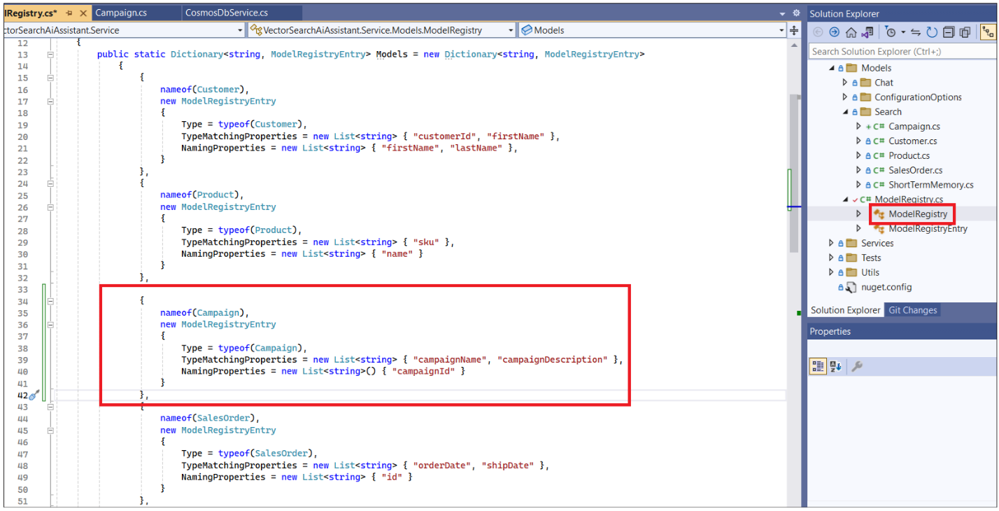 lRegistry.cs*
Campaign.cs
CosmosDbService.cs
ctorSearchAiAssistant.Service
VectorSearchAiAssistant.Service.Models.ModelRegistry
Models
12 {
13 public static Dictionary<string, ModelRegistryEntry> Models = new Dictionary<string, ModelRegistryEntry>
14 {
15 {
16 nameof(Customer),
17 new ModelRegistryEntry
18 {
19 Type = typeof(Customer),
20 TypeMatchingProperties = new List<string> { "customerId", "firstName" },
21 NamingProperties = new List<string> { "firstName", "lastName" },
22 }
23 },
24 {
25 nameof(Product),
26 new ModelRegistryEntry
27 {
28 Type = typeof(Product),
29 TypeMatchingProperties = new List<string> { "sku" },
30 NamingProperties = new List<string> { "name" }
31 }
32 },
33
34 {
35 nameof(Campaign),
36 new ModelRegistryEntry
37 {
38 Type = typeof(Campaign),
39 TypeMatchingProperties = new List<string> { "campaignName", "campaignDescription" },
40 NamingProperties = new List<string>() { "campaignId" }
41 }
42 },
43 {
44 nameof(SalesOrder),
45 new ModelRegistryEntry
46 {
47 Type = typeof(SalesOrder),
48 TypeMatchingProperties = new List<string> { "orderDate", "shipDate" },
49 NamingProperties = new List<string> { "id" }
50 }
51 },
Solution Explorer
Search Solution Explorer (Ctrl+;)
Models
Chat
ConfigurationOptions
Search
+ C# Campaign.cs
C# Customer.cs
C# Product.cs
C# SalesOrder.cs
C# ShortTermMemory.cs
C# ModelRegistry.cs
ModelRegistry
ModelRegistryEntry
Services
Tests
Utils
nuget.config
Solution Explorer
Git Changes
Properties